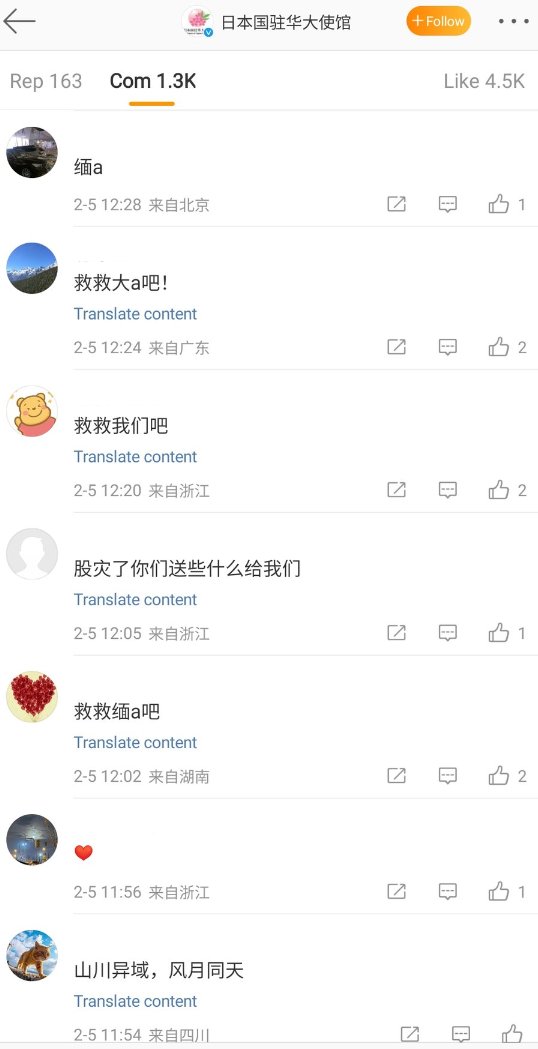 日本国驻华大使馆
+ Follow
Rep 163 Com 1.3K Like 4.5K
缅a
2-5 12:28 来自北京 1
救救大a吧！
Translate content
2-5 12:24 来自广东 2
救救我们吧
Translate content
2-5 12:20 来自浙江 2
股灾了你们送些什么给我们
Translate content
2-5 12:05 来自浙江 1
救救缅a吧
Translate content
2-5 12:02 来自湖南 2
2-5 11:56 来自浙江 1
山川异域，风月同天
Translate content
2-5 11:54 来自四川